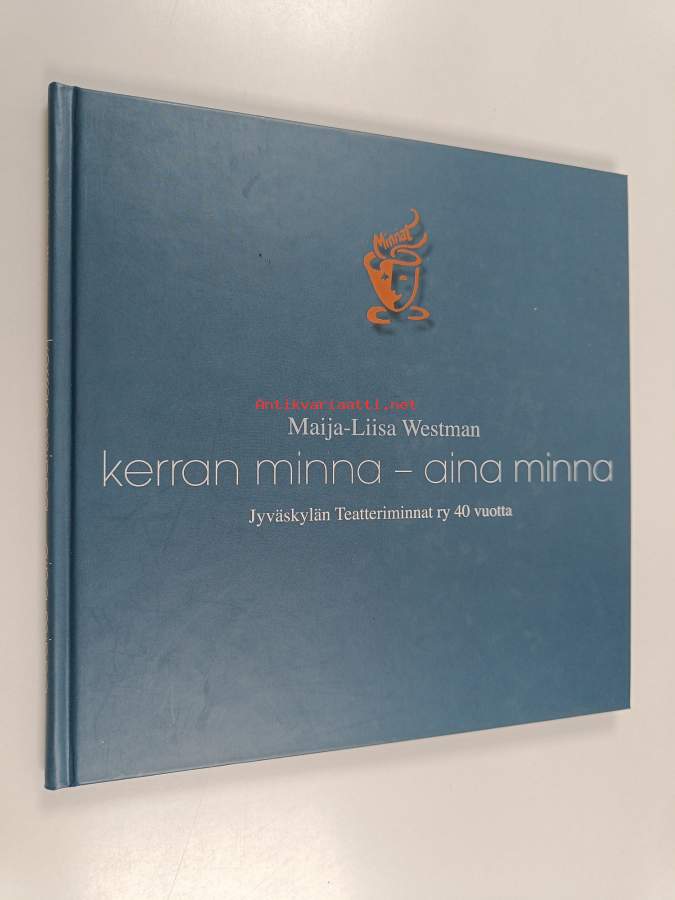 Minnat
Antikvariaatti.net
Maija-Liisa Westman
kerran minna – aina minna
Jyväskylän Teatteriminnat ry 40 vuotta